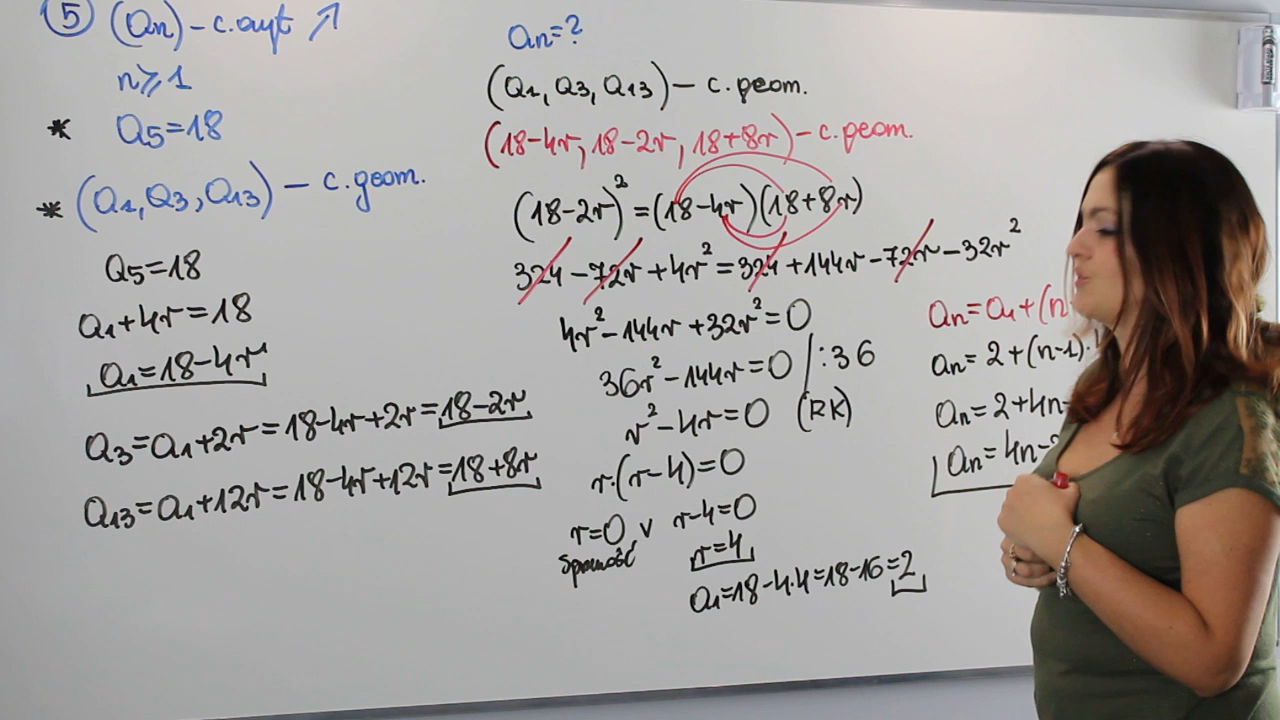 5 (an) – c. aryt ↗
n ⩾ 1
* a5 = 18
* (a1, a3, a13) – c. geom.
a5 = 18
a1 + 4r = 18
a1 = 18 - 4r
a3 = a1 + 2r = 18 - 4r + 2r = 18 - 2r
a13 = a1 + 12r = 18 - 4r + 12r = 18 + 8r
an = ?
(a1, a3, a13) – c. geom.
(18 - 4r, 18 - 2r, 18 + 8r) – c. geom.
(18 - 2r)² = (18 - 4r)(18 + 8r)
324 - 72r + 4r² = 324 + 144r - 72r - 32r²
4r² - 144r + 32r² = 0
36r² - 144r = 0 / :36
r² - 4r = 0 (RK)
r·(r - 4) = 0
r = 0 v r - 4 = 0
r = 4
a1 = 18 - 4·4 = 18 - 16 = 2
an = a1 + (n
an = 2 + (n-1)·
an = 2 + 4n -
an = 4n -